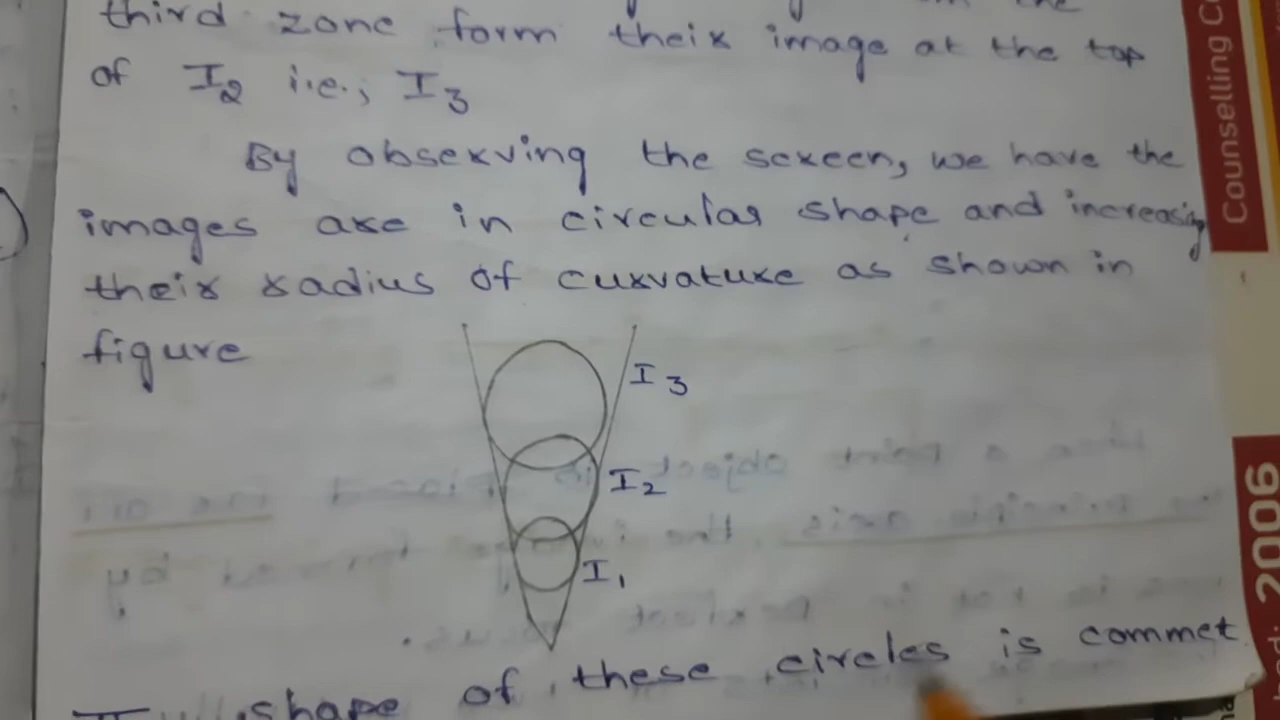 third zone form their image at the top
of I2 i.e.; I3
By observing the screen, we have the
images are in circular shape and increasing
their radius of curvature as shown in
figure
I3
I2
I1
shape of these circles is commet
Counselling
2006